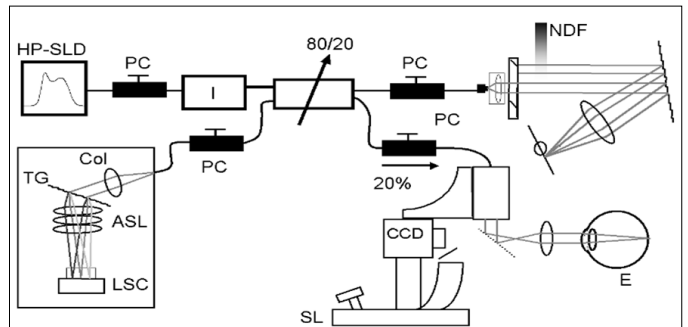 HP-SLD
PC
I
80/20
PC
NDF
PC
PC
20%
Col
TG
ASL
LSC
CCD
SL
E